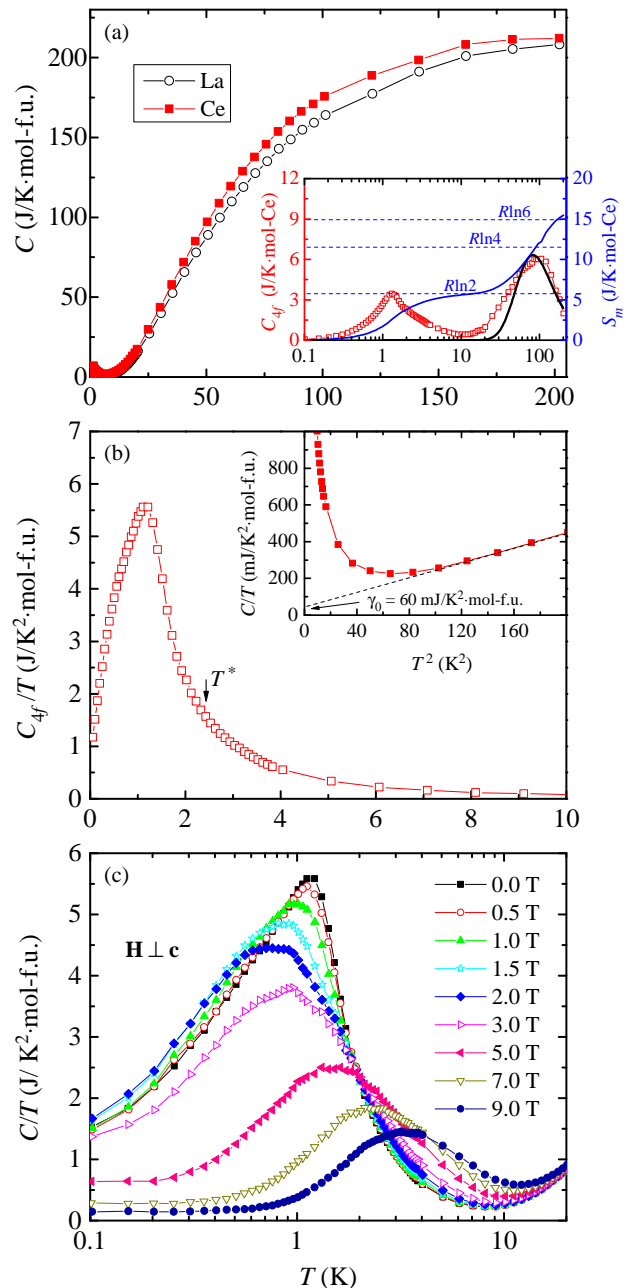 (a)
La
Ce
C (J/K·mol-f.u.)
200
150
100
50
0
0 50 100 150 200
C4f (J/K·mol-Ce)
12
9
6
3
0
0.1 1 10 100
Rln6
Rln4
Rln2
20
15
10
5
0
Sm (J/K·mol-Ce)
(b)
C4f/T (J/K²·mol-f.u.)
7
6
5
4
3
2
1
0
0 2 4 6 8 10
T*
C/T (mJ/K²·mol-f.u.)
800
600
400
200
0
0 40 80 120 160
T² (K²)
γ0 = 60 mJ/K²·mol-f.u.
(c)
H ⊥ c
C/T (J/ K²·mol-f.u.)
6
5
4
3
2
1
0
0.1 1 10
T (K)
0.0 T
0.5 T
1.0 T
1.5 T
2.0 T
3.0 T
5.0 T
7.0 T
9.0 T